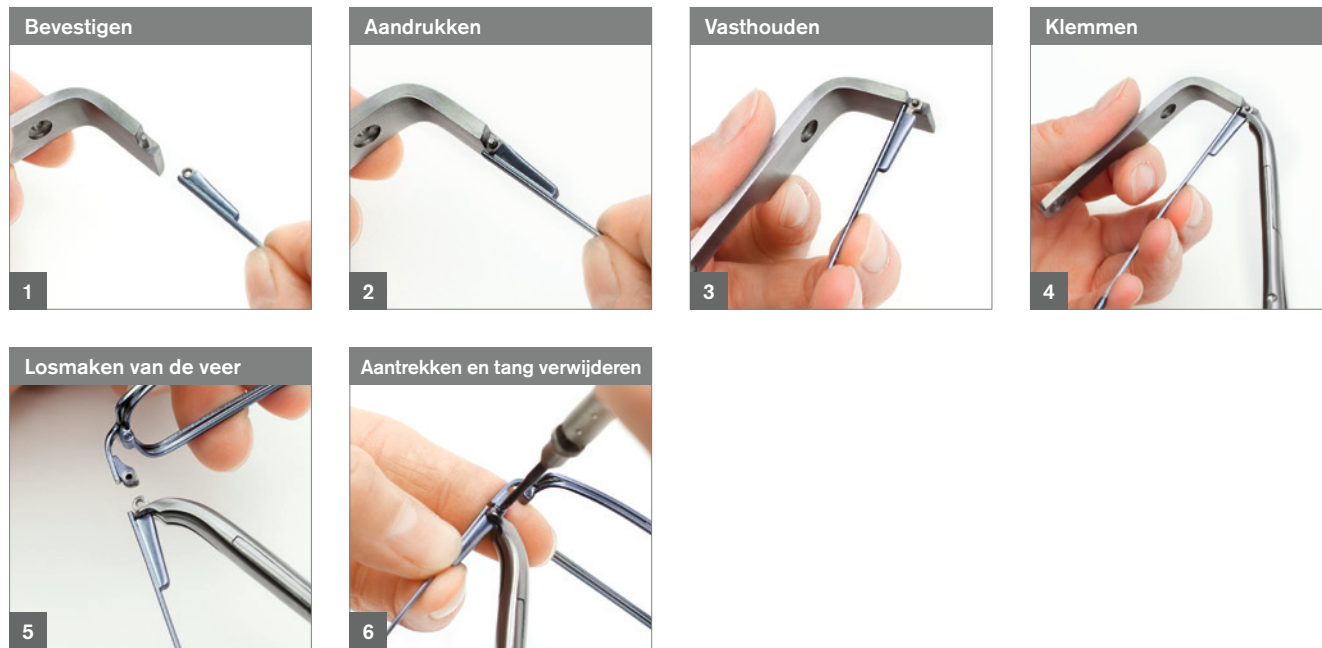 Bevestigen
1
Aandrukken
2
Vasthouden
3
Klemmen
4
Losmaken van de veer
5
Aantrekken en tang verwijderen
6